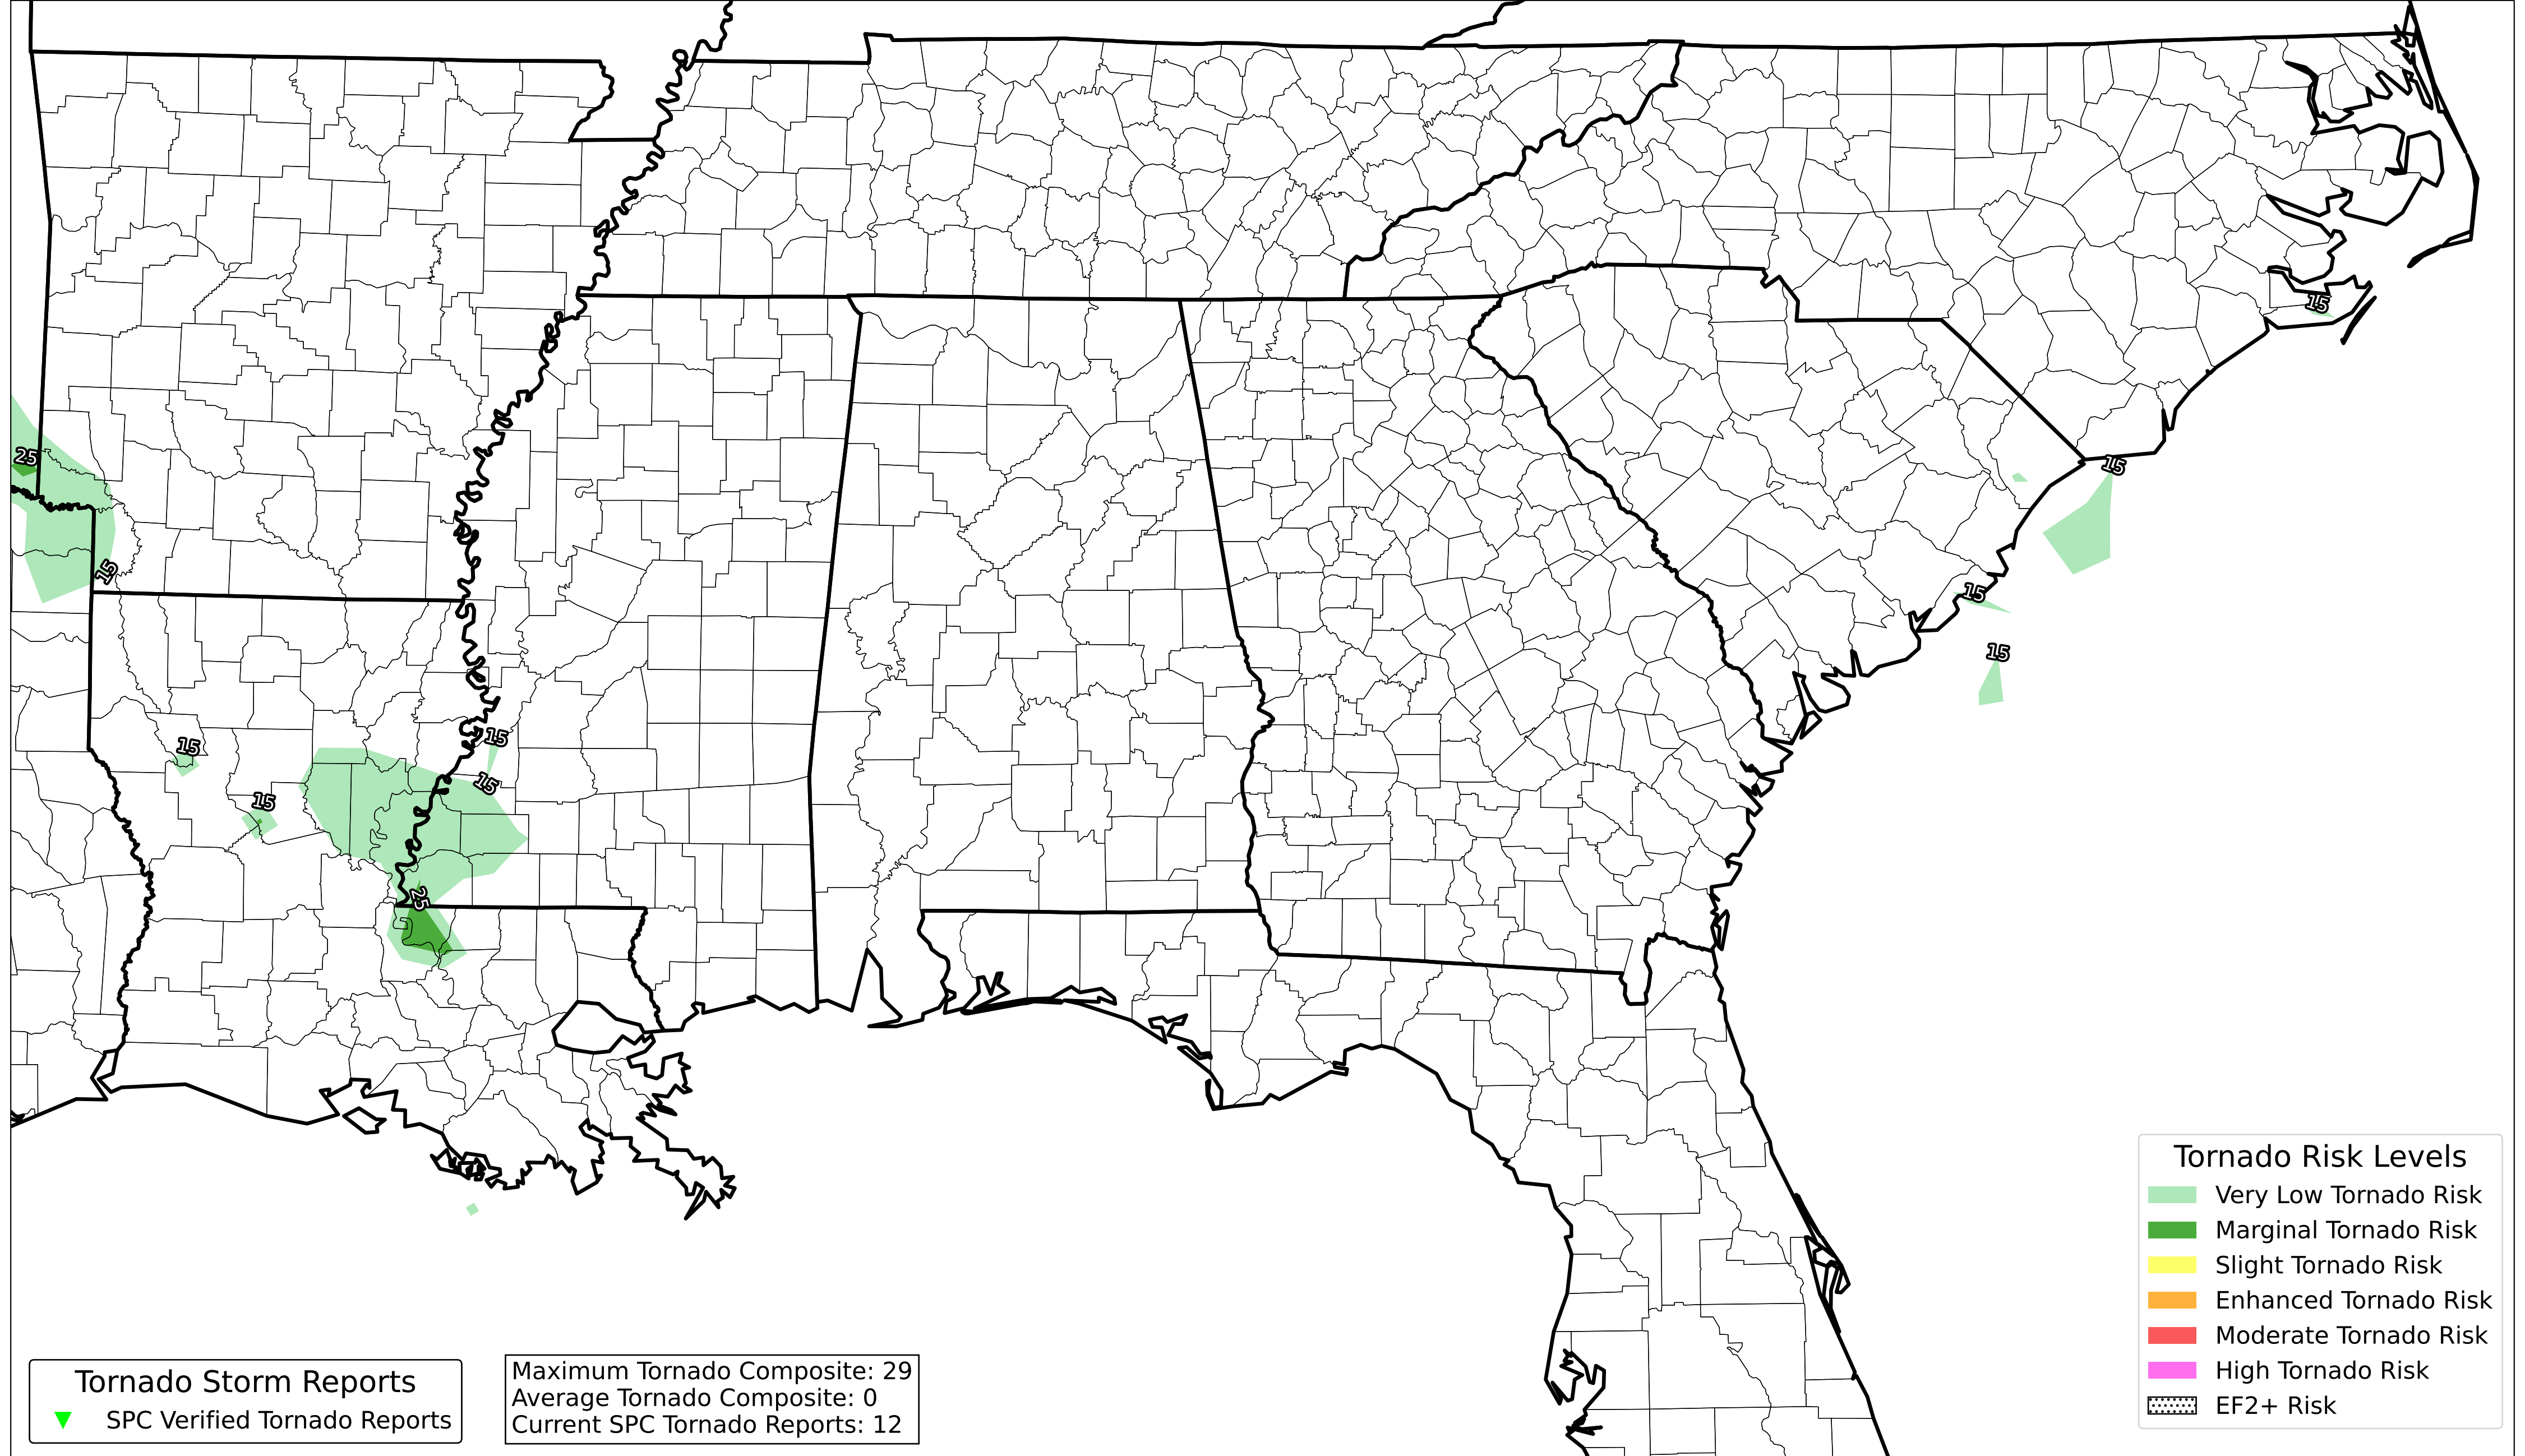 15
25
15
15
15
15
15
15
15
15
25
Tornado Storm Reports
SPC Verified Tornado Reports
Maximum Tornado Composite: 29
Average Tornado Composite: 0
Current SPC Tornado Reports: 12
Tornado Risk Levels
Very Low Tornado Risk
Marginal Tornado Risk
Slight Tornado Risk
Enhanced Tornado Risk
Moderate Tornado Risk
High Tornado Risk
EF2+ Risk